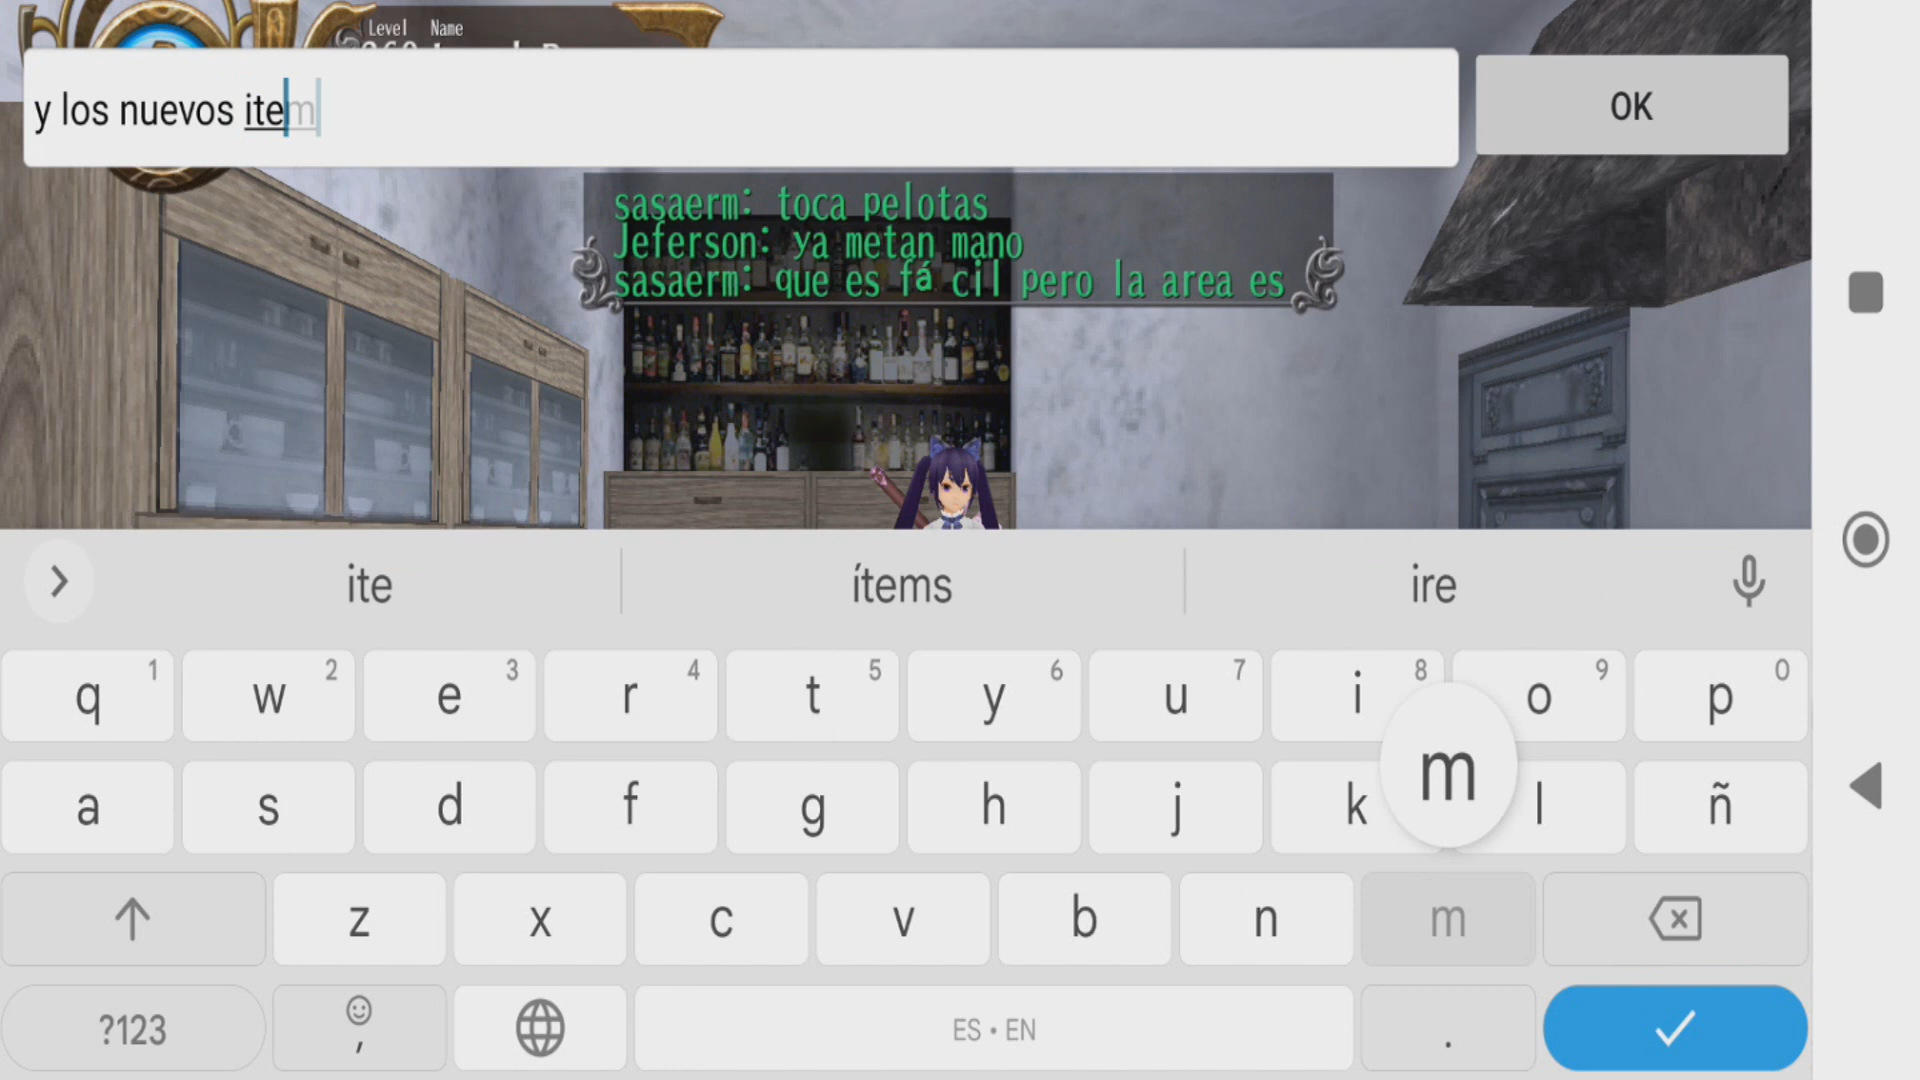 Level Name
y los nuevos item
OK
sasaerm: toca pelotas
Jeferson: ya metan mano
sasaerm: que es fá cil pero la area es
ite ítems ire
q 1 w 2 e 3 r 4 t 5 y 6 u 7 i 8 o 9 p 0
a s d f g h j k m l ñ
z x c v b n m
?123 , ES • EN .